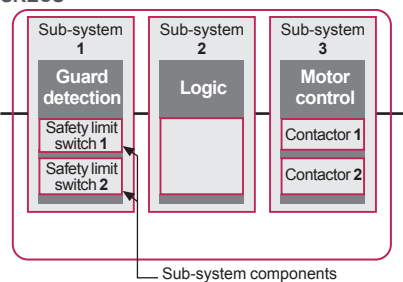 Sub-system
1
Sub-system
2
Sub-system
3
Guard
detection
Logic
Motor
control
Safety limit
switch 1
Contactor 1
Safety limit
switch 2
Contactor 2
Sub-system components